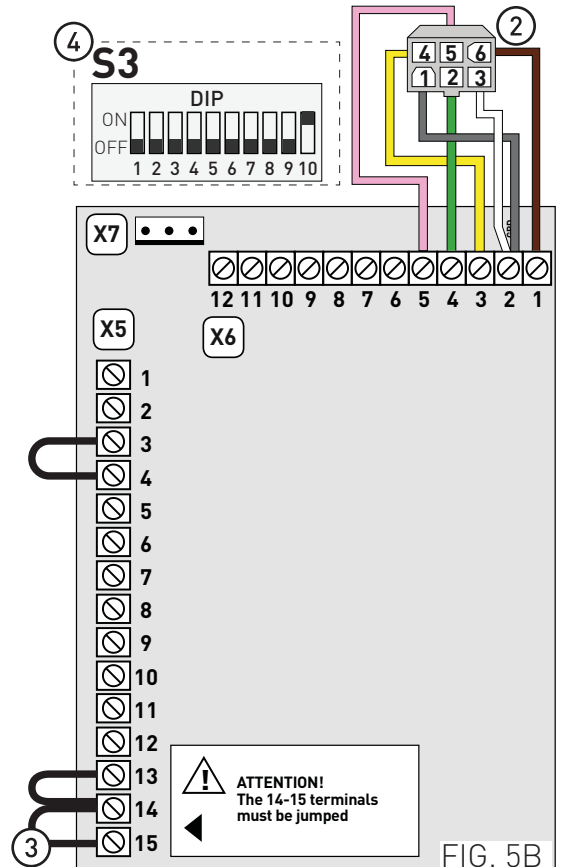 4
S3
DIP
ON
OFF
1 2 3 4 5 6 7 8 9 10
2
4 5 6
1 2 3
X7
12 11 10 9 8 7 6 5 4 3 2 1
X5
X6
1
2
3
4
5
6
7
8
9
10
11
12
13
14
15
ATTENTION!
The 14-15 terminals
must be jumped
3
FIG. 5B